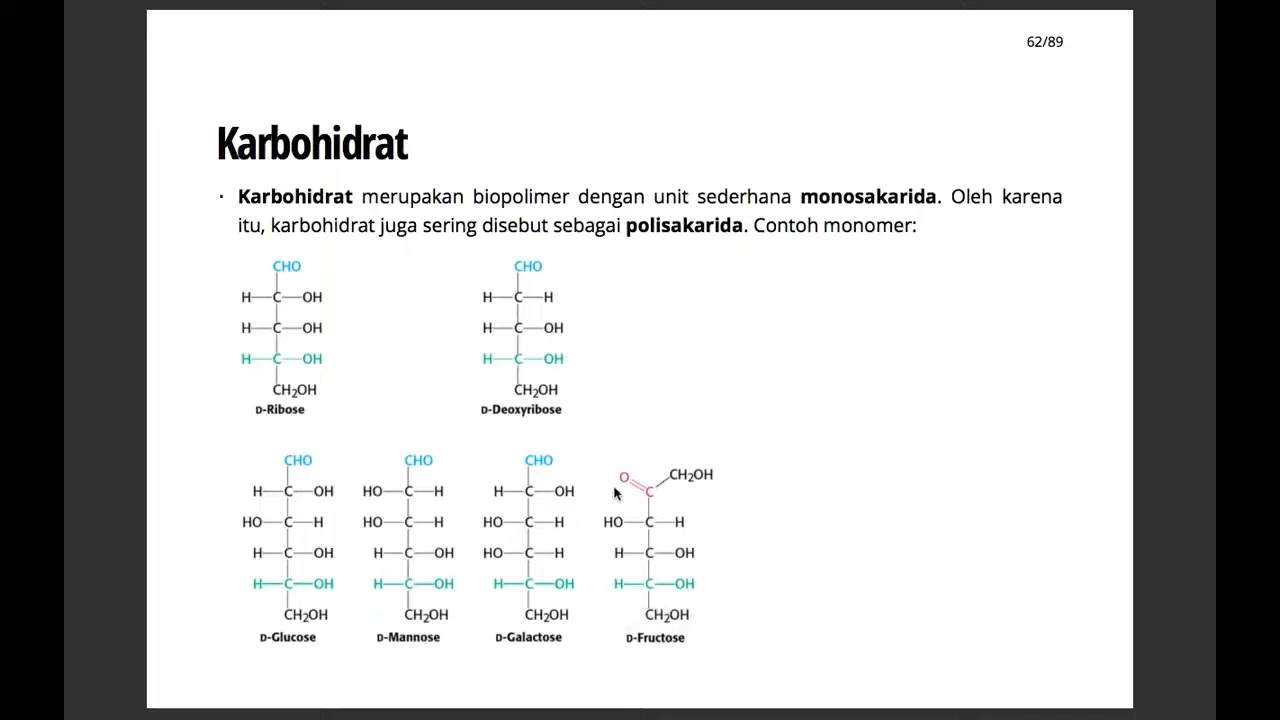 62/89
Karbohidrat
· Karbohidrat merupakan biopolimer dengan unit sederhana monosakarida. Oleh karena
itu, karbohidrat juga sering disebut sebagai polisakarida. Contoh monomer:
CHO CHO
H—C—OH H—C—H
H—C—OH H—C—OH
H—C—OH H—C—OH
CH₂OH CH₂OH
D-Ribose D-Deoxyribose
CHO CHO CHO O CH₂OH
H—C—OH HO—C—H H—C—OH C
HO—C—H HO—C—H HO—C—H HO—C—H
H—C—OH H—C—OH HO—C—H H—C—OH
H—C—OH H—C—OH H—C—OH H—C—OH
CH₂OH CH₂OH CH₂OH CH₂OH
D-Glucose D-Mannose D-Galactose D-Fructose